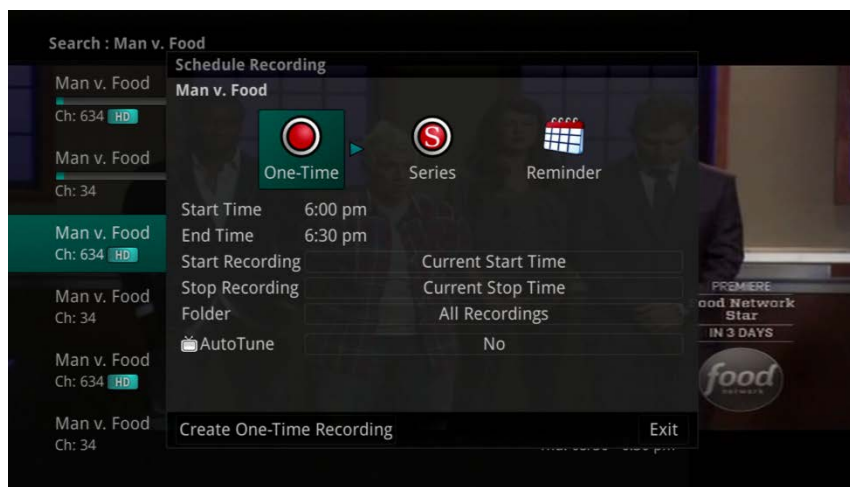 Search : Man v. Food
Schedule Recording
Man v. Food
One-Time
Series
Reminder
Start Time 6:00 pm
End Time 6:30 pm
Start Recording Current Start Time
Stop Recording Current Stop Time
Folder All Recordings
AutoTune No
Create One-Time Recording Exit
Man v. Food
Ch: 634 HD
Man v. Food
Ch: 34
Man v. Food
Ch: 634 HD
Man v. Food
Ch: 34
Man v. Food
Ch: 634 HD
Man v. Food
Ch: 34
PREMIERE
ood Network
Star
IN 3 DAYS
food
network